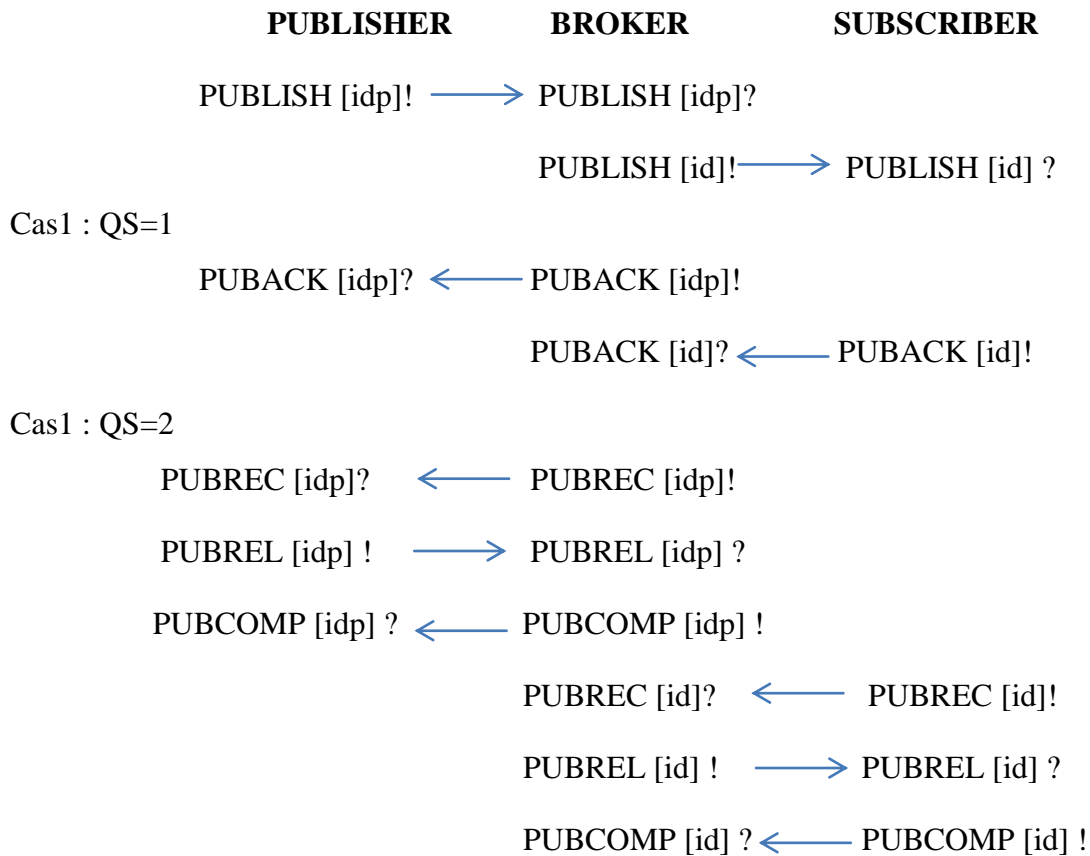 PUBLISHER BROKER SUBSCRIBER
PUBLISH [idp]! PUBLISH [idp]?
PUBLISH [id]! PUBLISH [id] ?
Cas1 : QS=1
PUBACK [idp]? PUBACK [idp]!
PUBACK [id]? PUBACK [id]!
Cas1 : QS=2
PUBREC [idp]? PUBREC [idp]!
PUBREL [idp] ! PUBREL [idp] ?
PUBCOMP [idp] ? PUBCOMP [idp] !
PUBREC [id]? PUBREC [id]!
PUBREL [id] ! PUBREL [id] ?
PUBCOMP [id] ? PUBCOMP [id] !